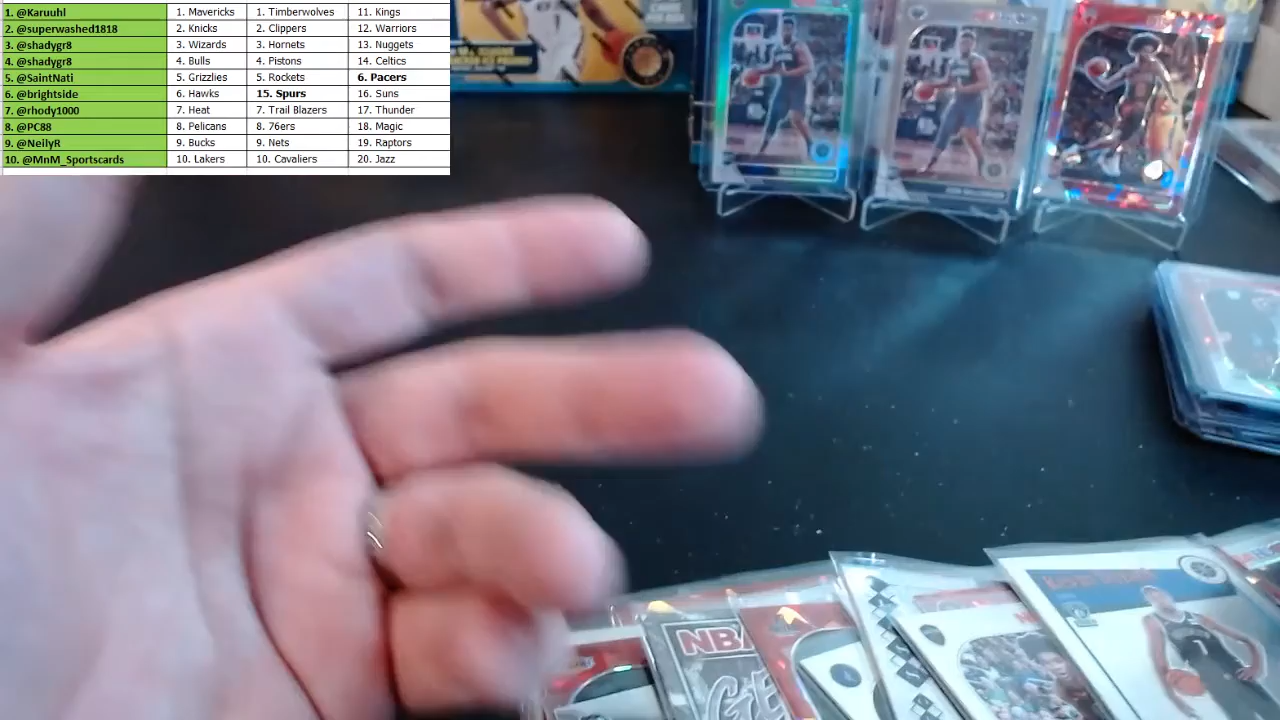 1. @Karuuhl 1. Mavericks 1. Timberwolves 11. Kings
2. @superwashed1818 2. Knicks 2. Clippers 12. Warriors
3. @shadygr8 3. Wizards 3. Hornets 13. Nuggets
4. @shadygr8 4. Bulls 4. Pistons 14. Celtics
5. @SaintNati 5. Grizzlies 5. Rockets 6. Pacers
6. @brightside 6. Hawks 15. Spurs 16. Suns
7. @rhody1000 7. Heat 7. Trail Blazers 17. Thunder
8. @PC88 8. Pelicans 8. 76ers 18. Magic
9. @NeilyR 9. Bucks 9. Nets 19. Raptors
10. @MnM_Sportscards 10. Lakers 10. Cavaliers 20. Jazz
NBA